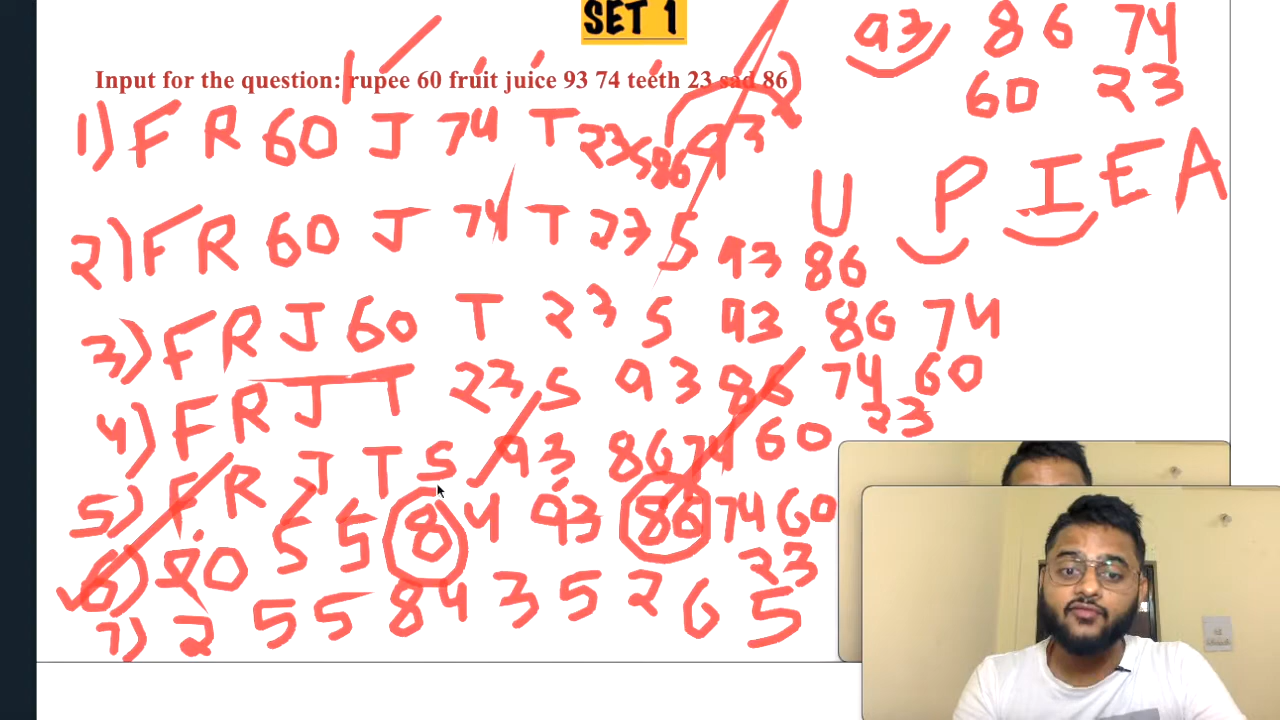 SET 1
Input for the question: rupee 60 fruit juice 93 74 teeth 23 sad 86
93 86 74
60 23
1) F R 60 J 74 T 23 S 86 93
U P I E A
2) F R 60 J 74 T 23 S 93 86
3) F R J 60 T 23 S 93 86 74
4) F R J T 23 S 93 86 74 60
23
5) F R J T S 93 86 74 60
23
6) 20 5 5 8 4 93 86 74 60
7) 2 5 5 8 4 3 5 2 6 5